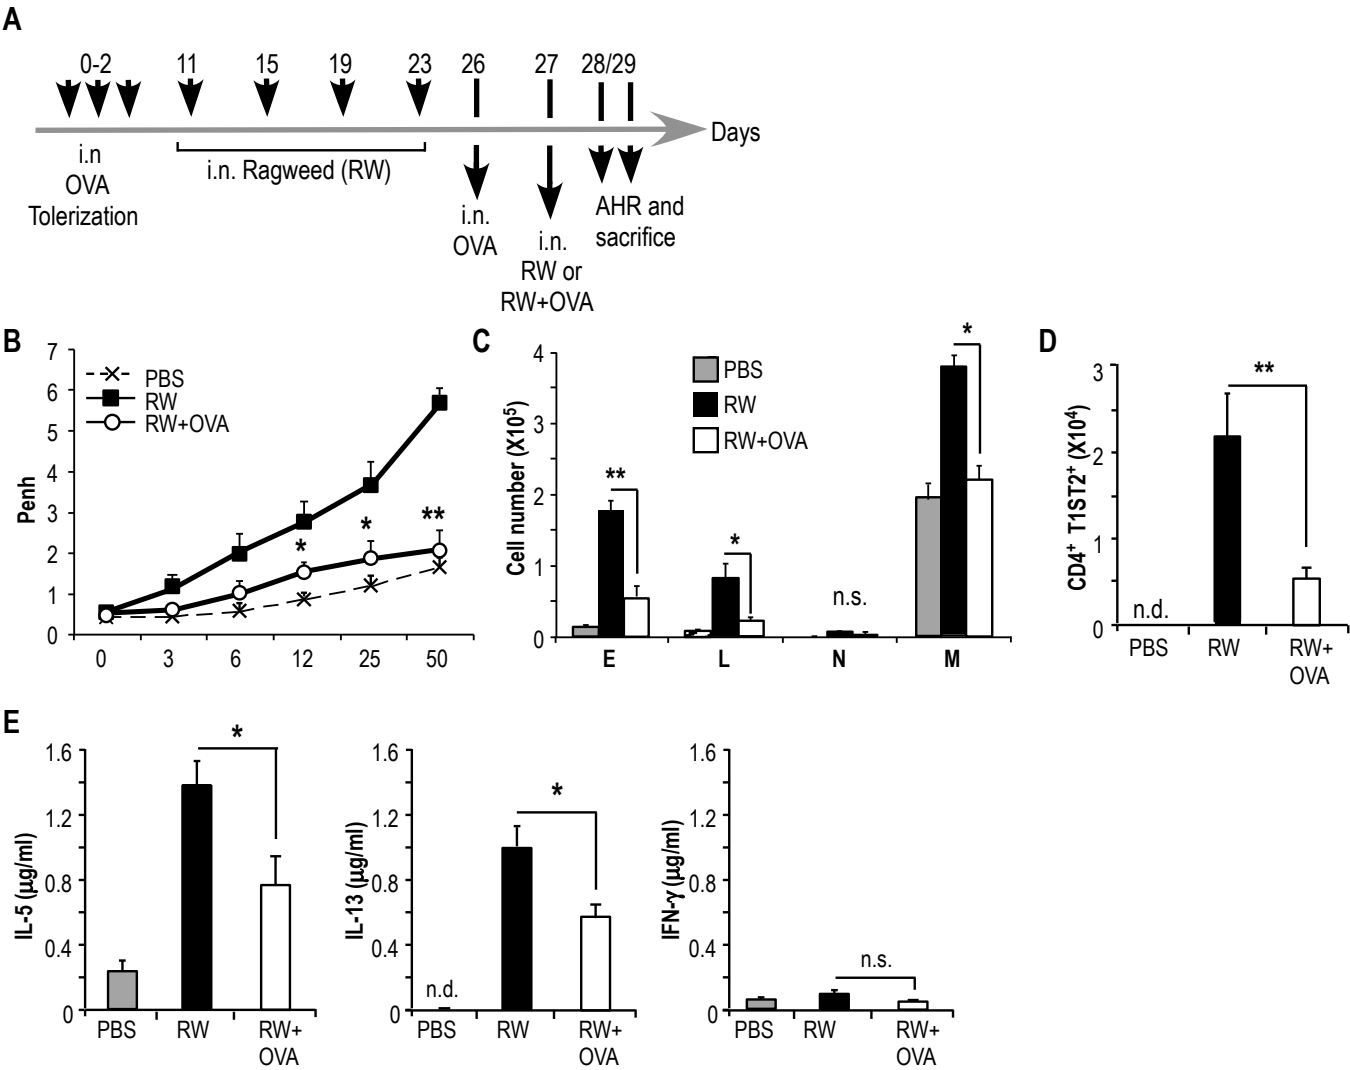 A
0-2 11 15 19 23 26 27 28/29
Days
i.n
OVA
Tolerization
i.n. Ragweed (RW)
i.n.
OVA
i.n.
RW or
RW+OVA
AHR and
sacrifice
B
7
6
5
4
3
2
1
0
Penh
PBS
RW
RW+OVA
*
*
**
0 3 6 12 25 50
C
4
3
2
1
0
Cell number (X10⁵)
PBS
RW
RW+OVA
**
*
n.s.
*
E L N M
D
3
2
1
0
CD4⁺ T1ST2⁺ (X10⁴)
**
n.d.
PBS RW RW+
OVA
E
1.6
1.2
0.8
0.4
0
IL-5 (µg/ml)
*
PBS RW RW+
OVA
1.6
1.2
0.8
0.4
0
IL-13 (µg/ml)
*
n.d.
PBS RW RW+
OVA
1.6
1.2
0.8
0.4
0
IFN-γ (µg/ml)
n.s.
PBS RW RW+
OVA